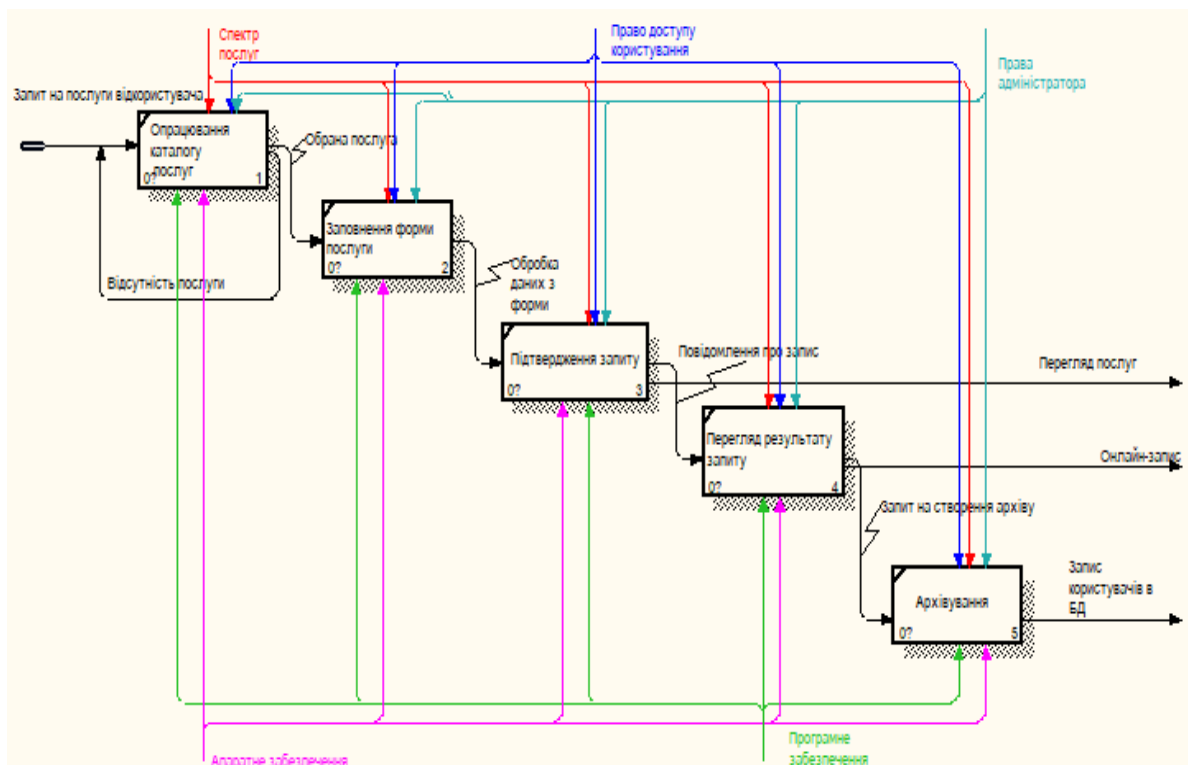 Спектр
послуг
Право доступу
користування
Права
адміністратора
Запит на послуги відкористувача
Опрацювання
каталогу
послуг
0?
1
Обрана послуга
Заповнення форми
послуги
0?
2
Відсутність послуги
Обробка
даних з
форми
Підтвердження запиту
0?
3
Повідомлення про запис
Перегляд послуг
Перегляд результату
запиту
0?
4
Онлайн-запис
Запит на створення архіву
Архівування
0?
5
Запис
користувачів в
БД
Програмне
забезпечення
Апаратне забезпечення